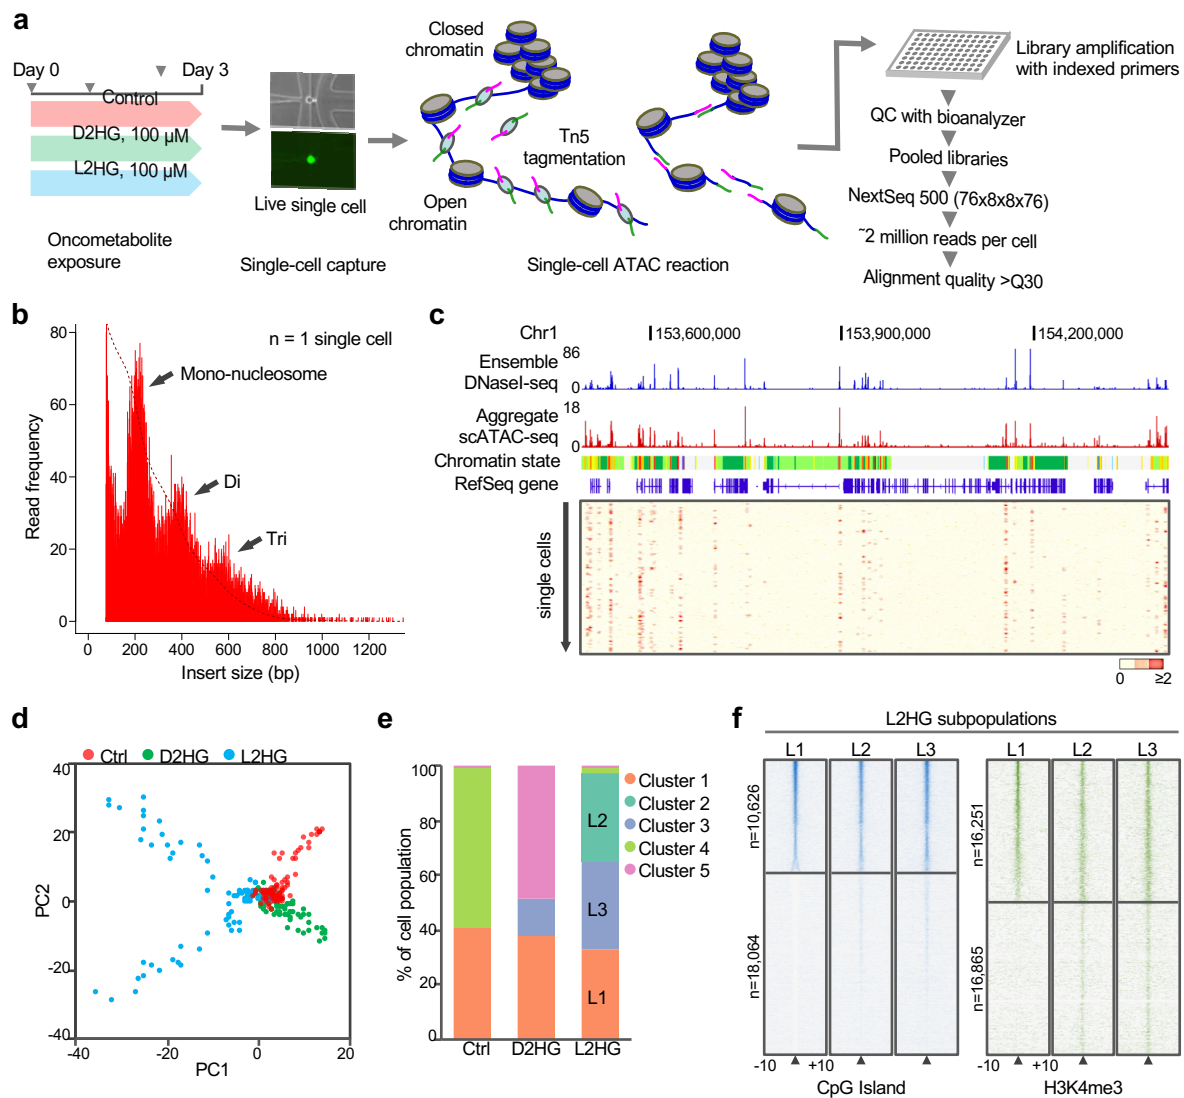 a
Day 0
Day 3
Control
D2HG, 100 µM
L2HG, 100 µM
Oncometabolite
exposure
Live single cell
Single-cell capture
Closed
chromatin
Tn5
tagmentation
Open
chromatin
Single-cell ATAC reaction
Library amplification
with indexed primers
QC with bioanalyzer
Pooled libraries
NextSeq 500 (76x8x8x76)
~2 million reads per cell
Alignment quality >Q30
b
n = 1 single cell
Mono-nucleosome
Di
Tri
Read frequency
80
60
40
20
0
0 200 400 600 800 1000 1200
Insert size (bp)
c
Chr1
153,600,000
153,900,000
154,200,000
Ensemble
DNaseI-seq
86
0
Aggregate
scATAC-seq
18
0
Chromatin state
RefSeq gene
single cells
0 ≥2
d
Ctrl D2HG L2HG
PC2
40
20
0
-20
-40
-40 -20 0 20
PC1
e
% of cell population
100
80
60
40
20
0
L2
L3
L1
Ctrl D2HG L2HG
Cluster 1
Cluster 2
Cluster 3
Cluster 4
Cluster 5
f
L2HG subpopulations
L1 L2 L3
n=10,626
n=18,064
-10 +10
CpG Island
L1 L2 L3
n=16,251
n=16,865
-10 +10
H3K4me3